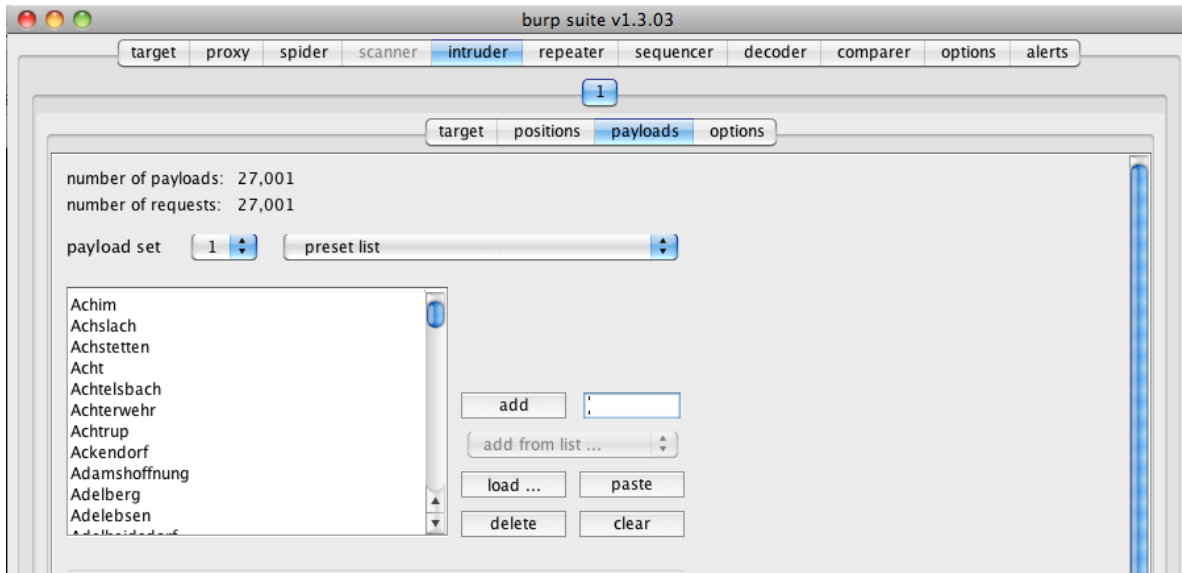 burp suite v1.3.03
target proxy spider scanner intruder repeater sequencer decoder comparer options alerts
1
target positions payloads options
number of payloads: 27,001
number of requests: 27,001
payload set 1 preset list
Achim
Achslach
Achstetten
Acht
Achtelsbach
Achterwehr
Achtrup
Ackendorf
Adamshoffnung
Adelberg
Adelebsen
add
add from list ...
load ... paste
delete clear